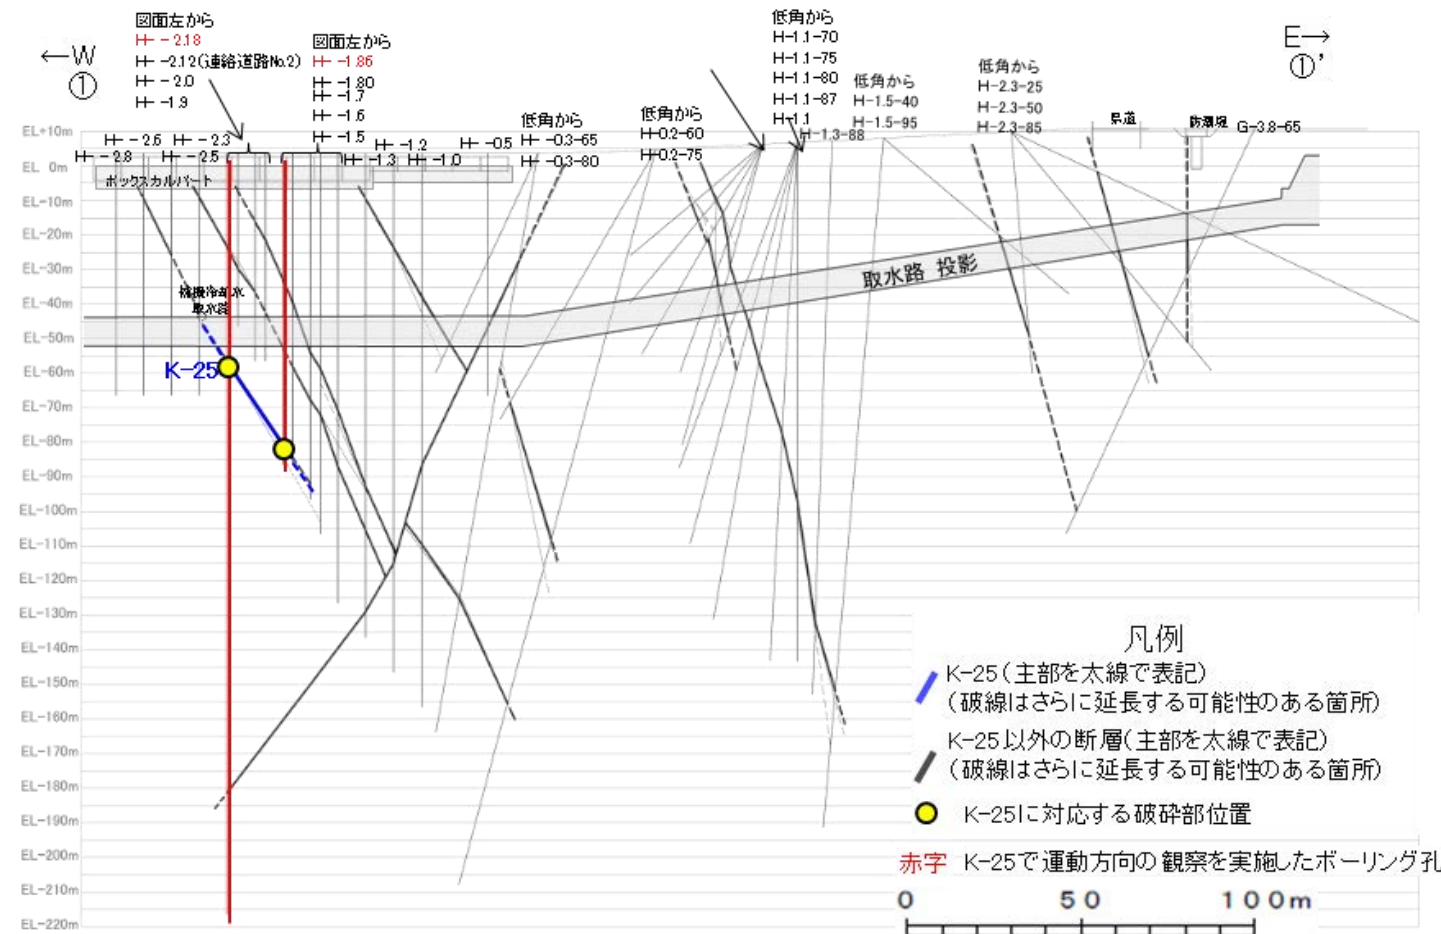 ←W
①
図面左から
H- -2.18
H- -2.12(連絡道路No.2)
H- -2.0
H- -1.9
図面左から
H- -1.86
H- -1.80
H- -1.7
H- -1.6
H- -1.5
低角から
H- -0.3-65
H- -0.3-80
低角から
H-0.2-60
H-0.2-75
低角から
H-1.1-70
H-1.1-75
H-1.1-80
H-1.1-87
H-1.1
H-1.3-88
低角から
H-1.5-40
H-1.5-95
低角から
H-2.3-25
H-2.3-50
H-2.3-85
県道
防潮堤
G-3.8-65
E→
①’
H- -2.8
H- -2.6
H- -2.5
H- -2.3
H- -1.3
H- -1.2
H- -1.0
H- -0.5
ボックスカルバート
補機冷却水
取水路
取水路 投影
K-25
EL+10m
EL 0m
EL-10m
EL-20m
EL-30m
EL-40m
EL-50m
EL-60m
EL-70m
EL-80m
EL-90m
EL-100m
EL-110m
EL-120m
EL-130m
EL-140m
EL-150m
EL-160m
EL-170m
EL-180m
EL-190m
EL-200m
EL-210m
EL-220m
凡例
K-25(主部を太線で表記)
(破線はさらに延長する可能性のある箇所)
K-25以外の断層(主部を太線で表記)
(破線はさらに延長する可能性のある箇所)
K-25に対応する破砕部位置
赤字 K-25で運動方向の観察を実施したボーリング孔
0 50 100m